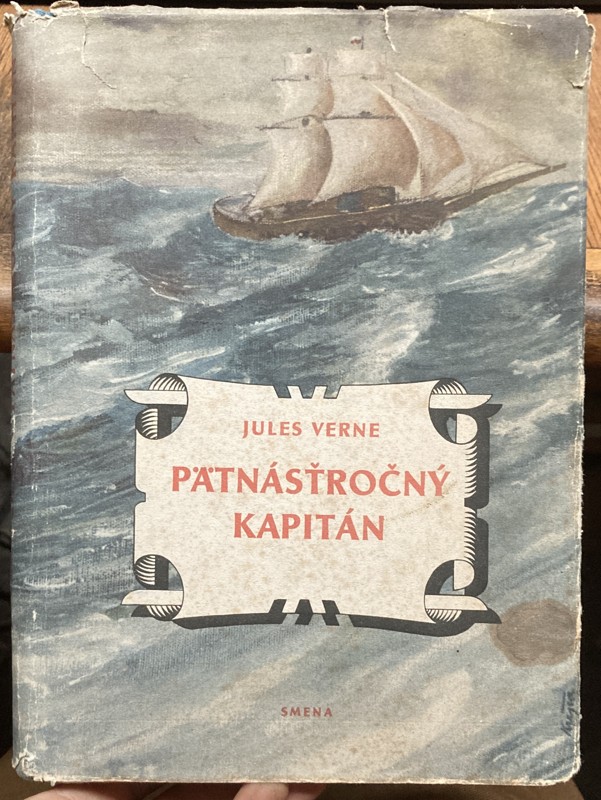 JULES VERNE
PÄTNÁSŤROČNÝ
KAPITÁN
SMENA